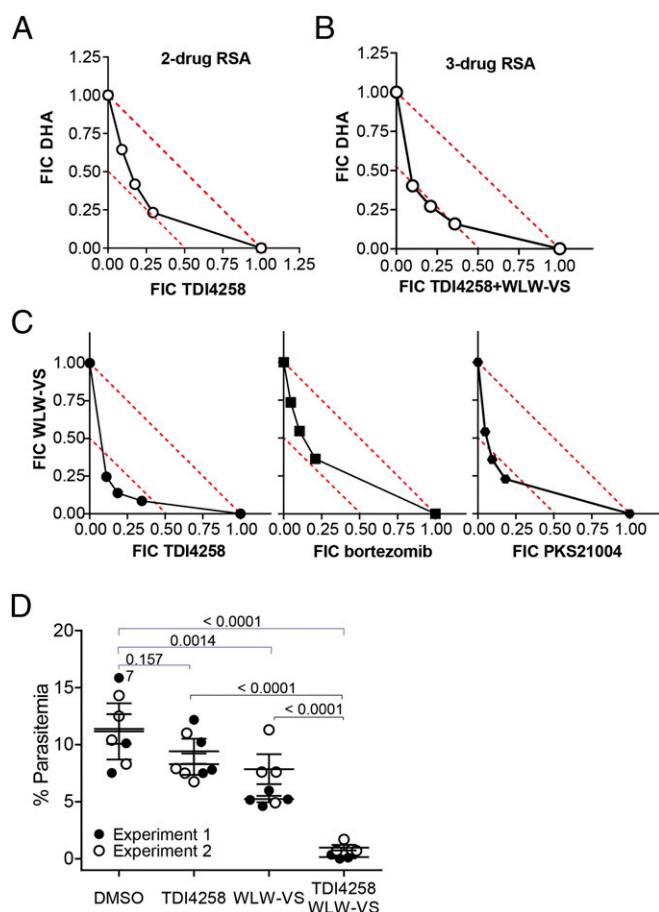 A
2-drug RSA
FIC DHA
1.25
1.00
0.75
0.50
0.25
0.00
0.00 0.25 0.50 0.75 1.00 1.25
FIC TDI4258
B
3-drug RSA
FIC DHA
1.25
1.00
0.75
0.50
0.25
0.00
0.00 0.25 0.50 0.75 1.00
FIC TDI4258+WLW-VS
C
FIC WLW-VS
1.00
0.75
0.50
0.25
0.00
0.00 0.25 0.50 0.75 1.00
FIC TDI4258
0.00 0.25 0.50 0.75 1.00
FIC bortezomib
0.00 0.25 0.50 0.75 1.00
FIC PKS21004
D
% Parasitemia
20
15
10
5
0
< 0.0001
0.0014
0.157
7
< 0.0001
< 0.0001
Experiment 1
Experiment 2
DMSO
TDI4258
WLW-VS
TDI4258
WLW-VS